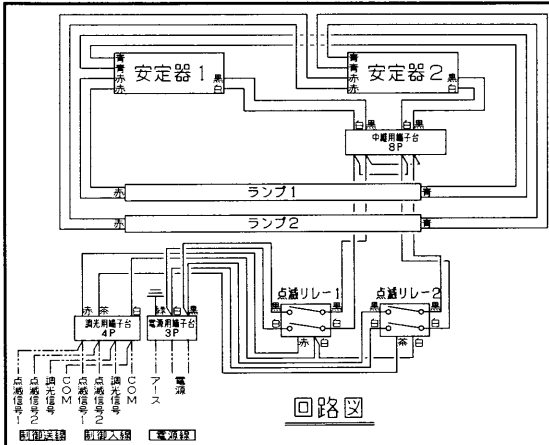 青
青
赤
赤
安定器1
黒
白
青
青
赤
赤
安定器2
黒
白
白 黒 白 黒
中継用端子台
8P
赤 ランプ1 青
赤 ランプ2 青
赤 茶 白
調光用端子台
4P
緑 白 黒
電源用端子台
3P
点滅リレー1
黒 黒
白 白
赤 白
点滅リレー2
黒 黒
白 白
茶 白
点滅信号1
点滅信号2
調光信号
COM
点滅信号1
点滅信号2
調光信号
COM
アース
電源
制御送線 制御入線 電源線
回路図